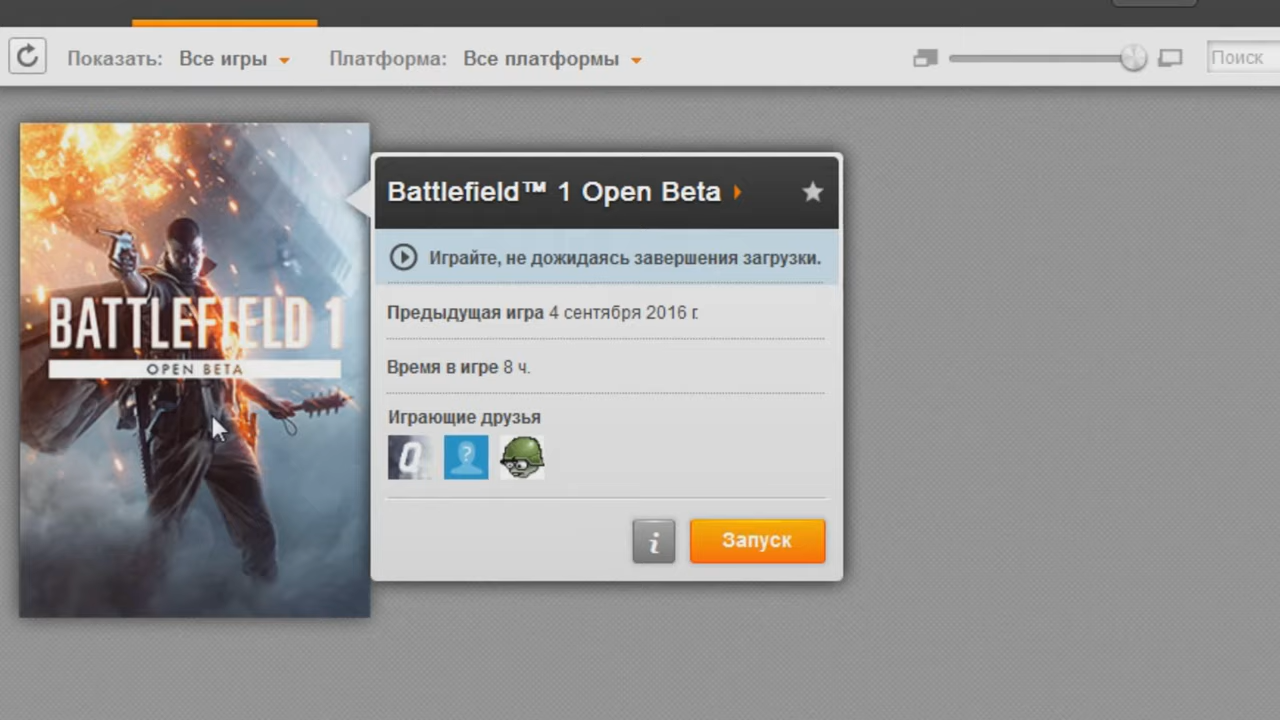 Показать: Все игры Платформа: Все платформы Поиск
BATTLEFIELD 1
OPEN BETA
Battlefield™ 1 Open Beta
Играйте, не дожидаясь завершения загрузки.
Предыдущая игра 4 сентября 2016 г.
Время в игре 8 ч.
Играющие друзья
Запуск